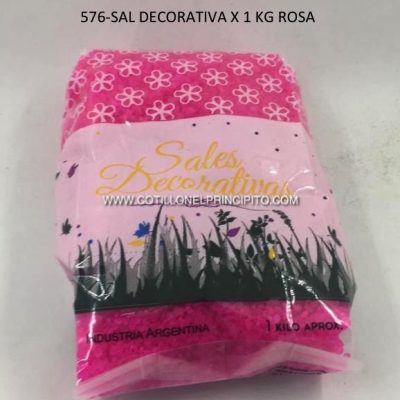 576-SAL DECORATIVA X 1 KG ROSA
Sales
Decorativas
WWW.COTILLONELPRINCIPITO.COM
INDUSTRIA ARGENTINA
1 KILO APROX.